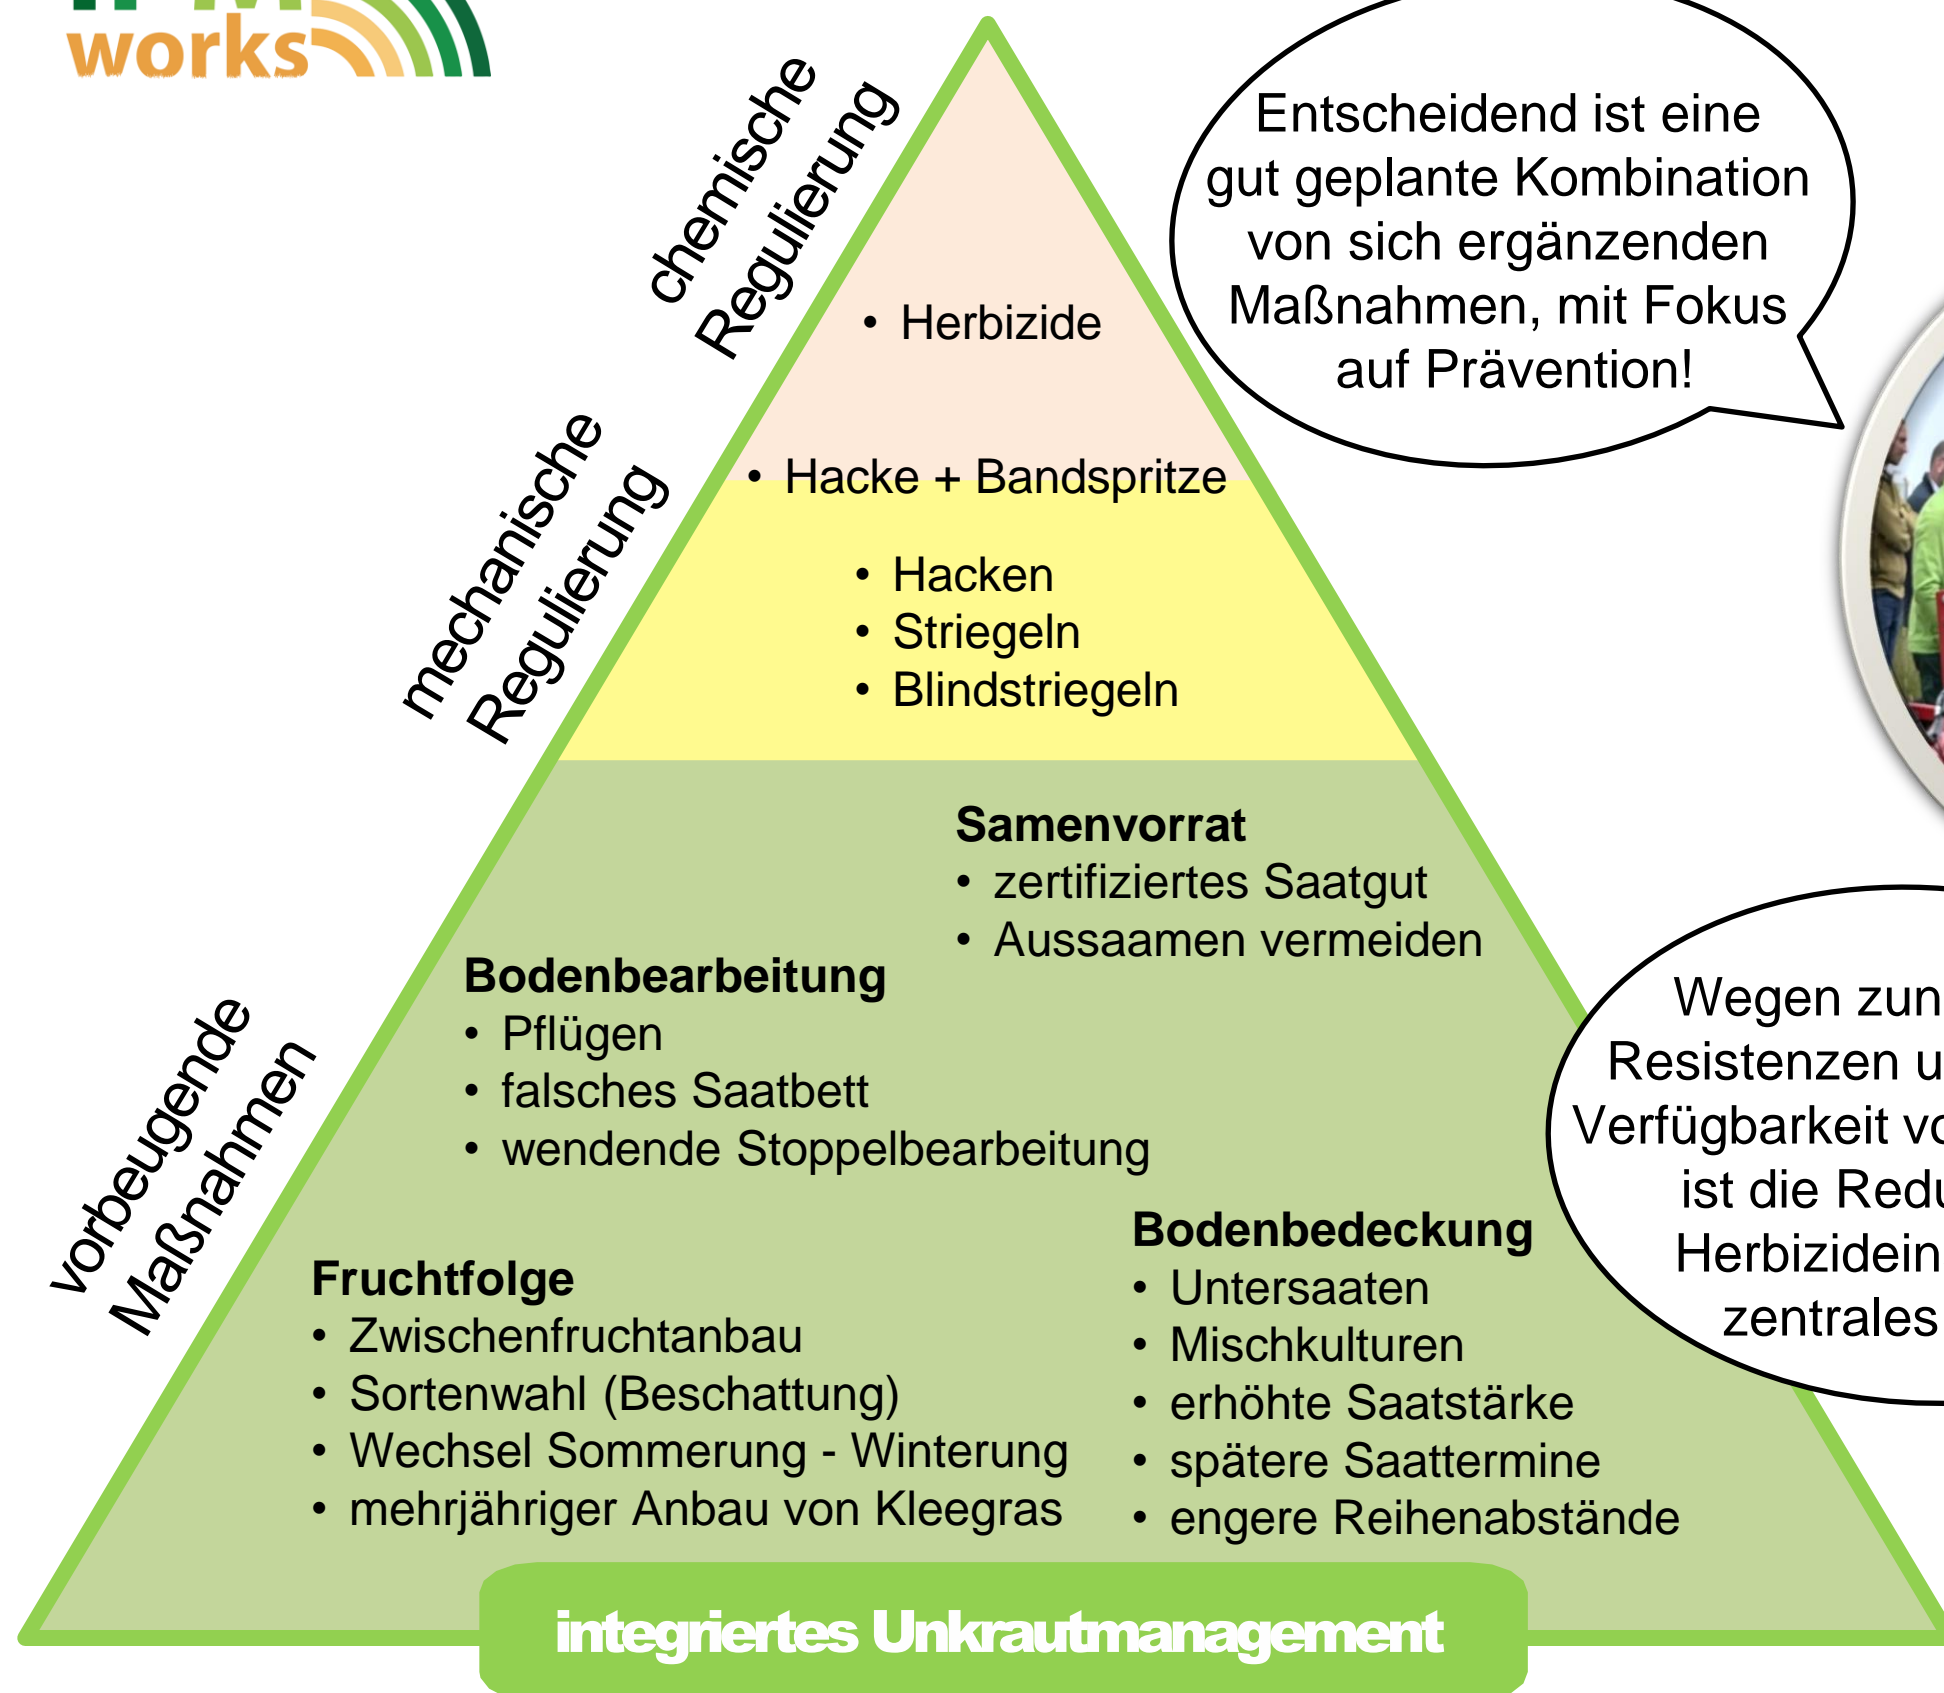 works
chemische
Regulierung
Entscheidend ist eine
gut geplante Kombination
von sich ergänzenden
Maßnahmen, mit Fokus
auf Prävention!
• Herbizide
• Hacke + Bandspritze
mechanische
Regulierung
• Hacken
• Striegeln
• Blindstriegeln
Samenvorrat
• zertifiziertes Saatgut
• Aussaamen vermeiden
Bodenbearbeitung
• Pflügen
• falsches Saatbett
• wendende Stoppelbearbeitung
vorbeugende
Maßnahmen
Wegen
Resistenzen
Verfügbarkeit
ist die
zentrales
Bodenbedeckung
• Untersaaten
• Mischkulturen
• erhöhte Saatstärke
• spätere Saattermine
• engere Reihenabstände
Fruchtfolge
• Zwischenfruchtanbau
• Sortenwahl (Beschattung)
• Wechsel Sommerung - Winterung
• mehrjähriger Anbau von Kleegras
integriertes Unkrautmanagement